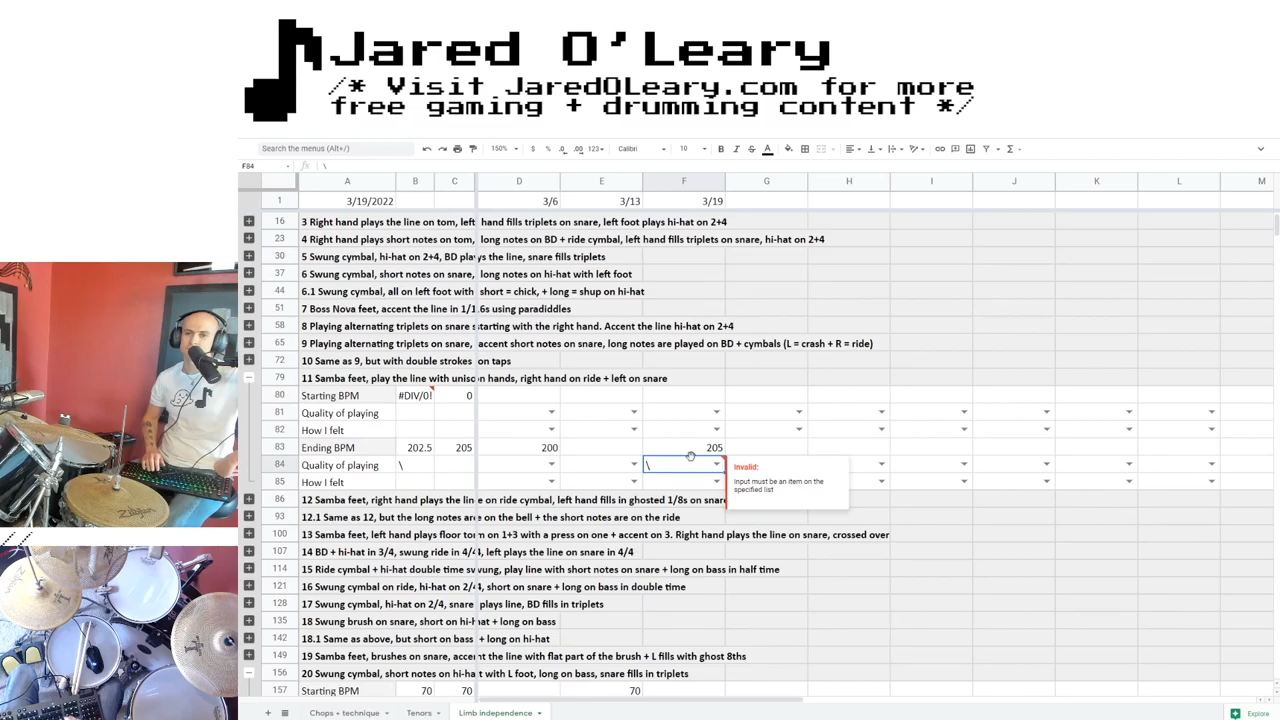 Jared O'Leary
/* Visit JaredOLeary.com for more
free gaming + drumming content */
Search the menus (Alt+/)
150% $ % .0 .00 123 Calibri 10 B I S A
F84 fx \
A B C D E F G H I J K L M
1 3/19/2022 3/6 3/13 3/19
16 3 Right hand plays the line on tom, left hand fills triplets on snare, left foot plays hi-hat on 2+4
23 4 Right hand plays short notes on tom, long notes on BD + ride cymbal, left hand fills triplets on snare, hi-hat on 2+4
30 5 Swung cymbal, hi-hat on 2+4, BD plays the line, snare fills triplets
37 6 Swung cymbal, short notes on snare, long notes on hi-hat with left foot
44 6.1 Swung cymbal, all on left foot with short = chick, + long = shup on hi-hat
51 7 Boss Nova feet, accent the line in 1/16s using paradiddles
58 8 Playing alternating triplets on snare starting with the right hand. Accent the line hi-hat on 2+4
65 9 Playing alternating triplets on snare, accent short notes on snare, long notes are played on BD + cymbals (L = crash + R = ride)
72 10 Same as 9, but with double strokes on taps
79 11 Samba feet, play the line with unison hands, right hand on ride + left on snare
80 Starting BPM #DIV/0! 0
81 Quality of playing
82 How I felt
83 Ending BPM 202.5 205 200 205
84 Quality of playing \ \
Invalid:
Input must be an item on the
specified list
85 How I felt
86 12 Samba feet, right hand plays the line on ride cymbal, left hand fills in ghosted 1/8s on snare
93 12.1 Same as 12, but the long notes are on the bell + the short notes are on the ride
100 13 Samba feet, left hand plays floor tom on 1+3 with a press on one + accent on 3. Right hand plays the line on snare, crossed over
107 14 BD + hi-hat in 3/4, swung ride in 4/4, left plays the line on snare in 4/4
114 15 Ride cymbal + hi-hat double time swung, play line with short notes on snare + long on bass in half time
121 16 Swung cymbal on ride, hi-hat on 2/4, short on snare + long on bass in double time
128 17 Swung cymbal, hi-hat on 2/4, snare plays line, BD fills in triplets
135 18 Swung brush on snare, short on hi-hat + long on bass
142 18.1 Same as above, but short on bass + long on hi-hat
149 19 Samba feet, brushes on snare, accent the line with flat part of the brush + L fills with ghost 8ths
156 20 Swung cymbal, short notes on hi-hat with L foot, long on bass, snare fills in triplets
157 Starting BPM 70 70 70
+ Chops + technique Tenors Limb independence Explore